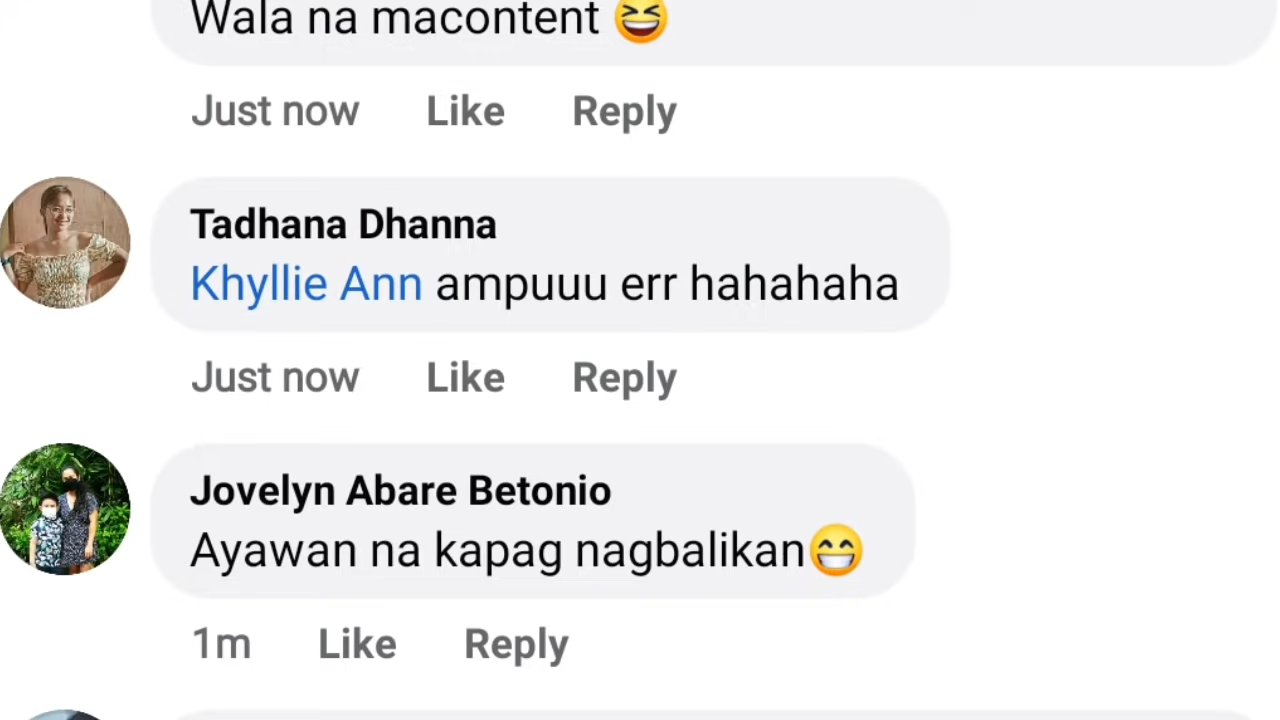 Wala na macontent 😆
Just now Like Reply
Tadhana Dhanna
Khyllie Ann ampuuu err hahahaha
Just now Like Reply
Jovelyn Abare Betonio
Ayawan na kapag nagbalikan😁
1m Like Reply